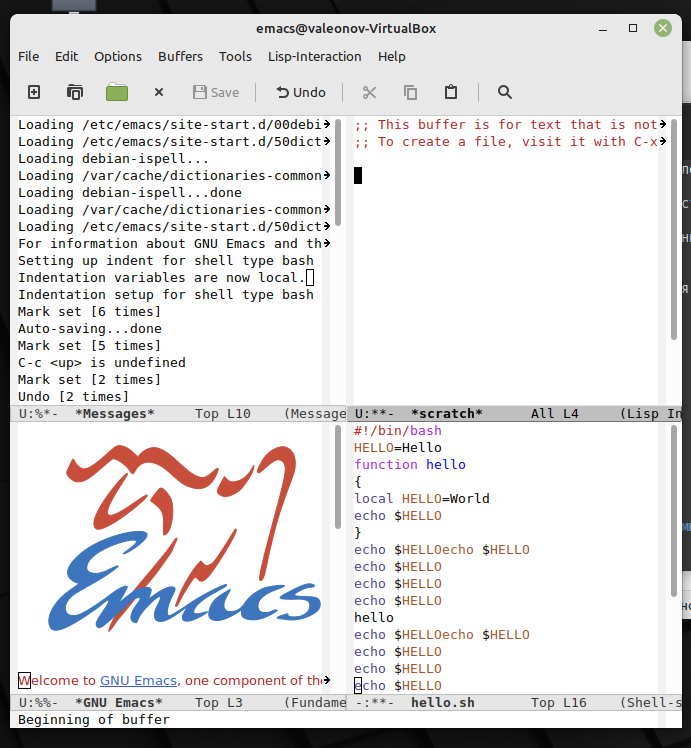 emacs@valeonov-VirtualBox
File Edit Options Buffers Tools Lisp-Interaction Help
Save Undo
Loading /etc/emacs/site-start.d/00debi
Loading /etc/emacs/site-start.d/50dict
Loading debian-ispell...
Loading /var/cache/dictionaries-common
Loading debian-ispell...done
Loading /var/cache/dictionaries-common
Loading /etc/emacs/site-start.d/50dict
For information about GNU Emacs and th
Setting up indent for shell type bash
Indentation variables are now local.
Indentation setup for shell type bash
Mark set [6 times]
Auto-saving...done
Mark set [5 times]
C-c <up> is undefined
Mark set [2 times]
Undo [2 times]
U:%*-  *Messages*     Top L10    (Message
;; This buffer is for text that is not
;; To create a file, visit it with C-x
U:**-  *scratch*      All L4     (Lisp In
Emacs
Welcome to GNU Emacs, one component of the
U:%%-  *GNU Emacs*    Top L3     (Fundame
#!/bin/bash
HELLO=Hello
function hello
{
local HELLO=World
echo $HELLO
}
echo $HELLOecho $HELLO
echo $HELLO
echo $HELLO
echo $HELLO
hello
echo $HELLOecho $HELLO
echo $HELLO
echo $HELLO
echo $HELLO
-:**-  hello.sh       Top L16    (Shell-s
Beginning of buffer